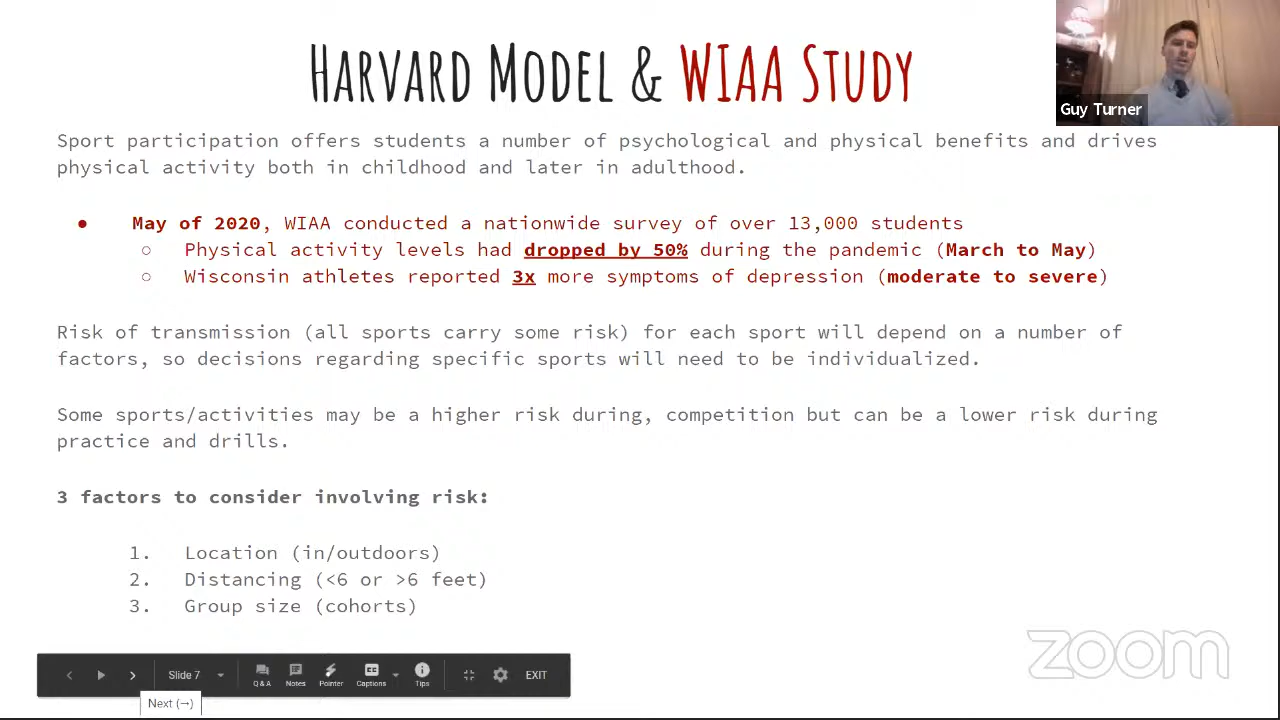 HARVARD MODEL & WIAA STUDY
Guy Turner
Sport participation offers students a number of psychological and physical benefits and drives
physical activity both in childhood and later in adulthood.
● May of 2020, WIAA conducted a nationwide survey of over 13,000 students
○ Physical activity levels had dropped by 50% during the pandemic (March to May)
○ Wisconsin athletes reported 3x more symptoms of depression (moderate to severe)
Risk of transmission (all sports carry some risk) for each sport will depend on a number of
factors, so decisions regarding specific sports will need to be individualized.
Some sports/activities may be a higher risk during, competition but can be a lower risk during
practice and drills.
3 factors to consider involving risk:
1. Location (in/outdoors)
2. Distancing (<6 or >6 feet)
3. Group size (cohorts)
zoom
Slide 7 Q & A Notes Pointer Captions Tips EXIT
Next (→)